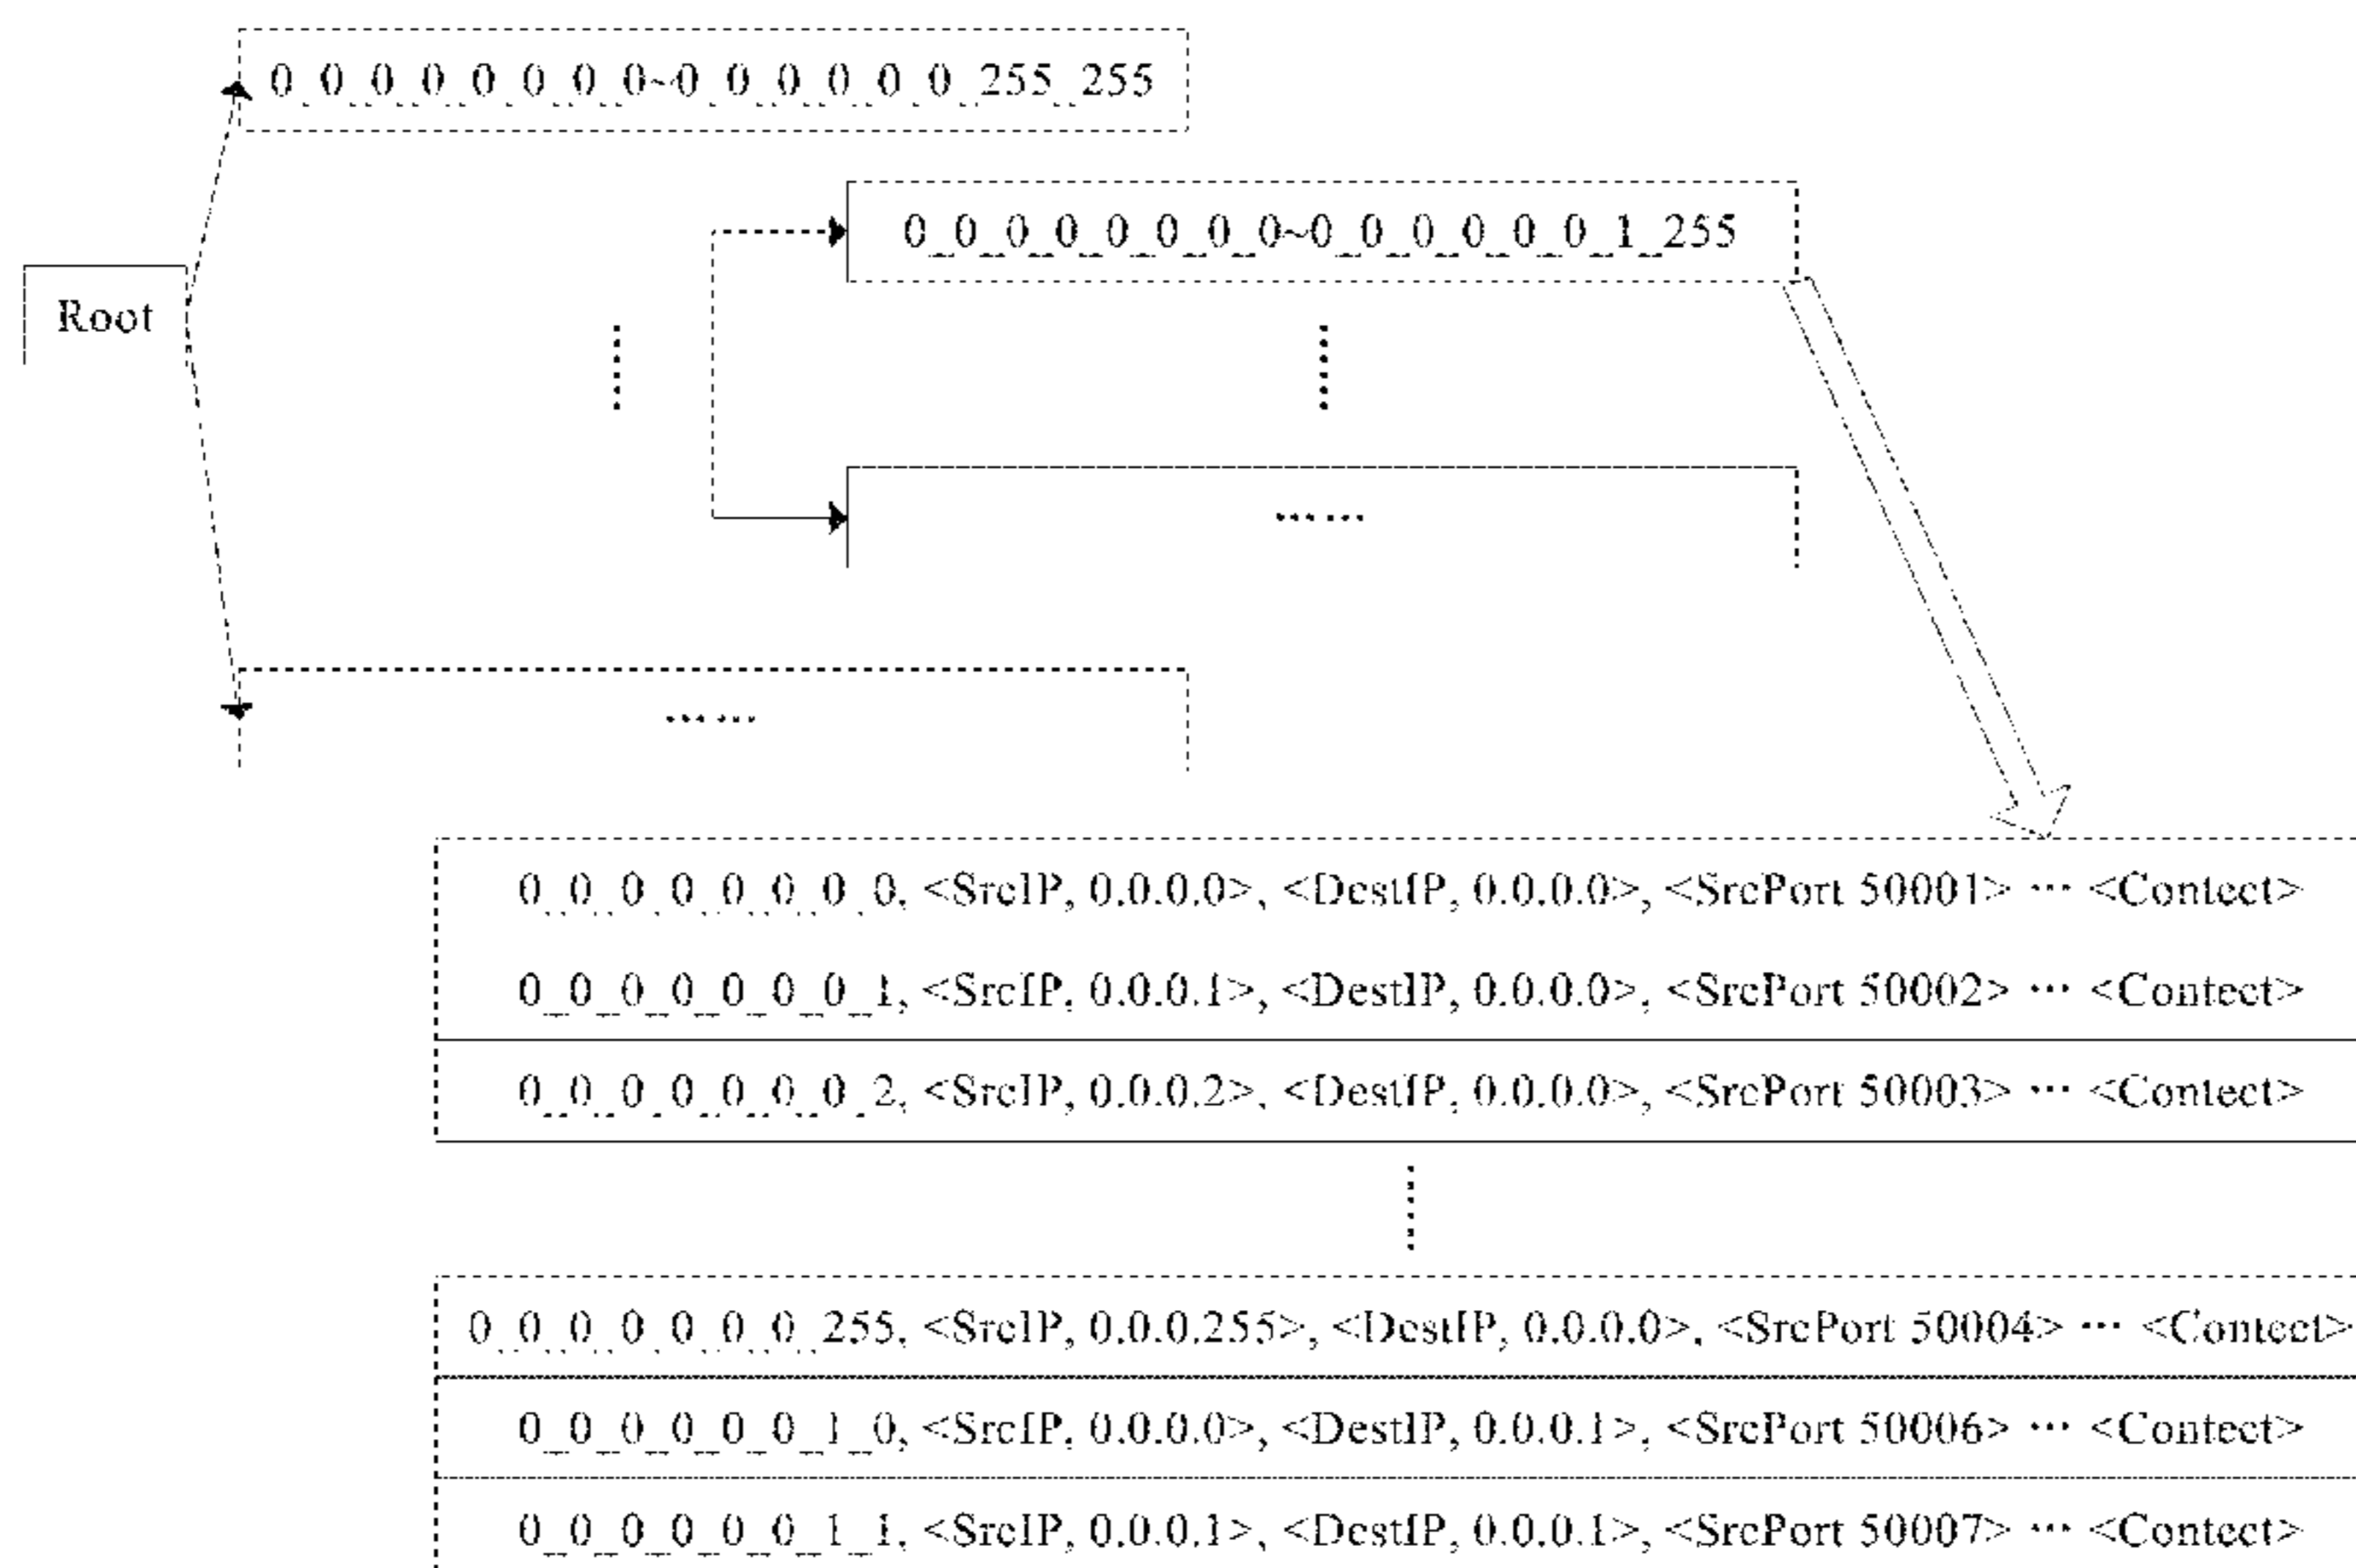 0_0_0_0_0_0_0_0~0_0_0_0_0_0_255_255
0_0_0_0_0_0_0_0~0_0_0_0_0_0_1_255
Root
……
……
0_0_0_0_0_0_0_0, <SrcIP, 0.0.0.0>, <DestIP, 0.0.0.0>, <SrcPort 50001> … <Contect>
0_0_0_0_0_0_0_1, <SrcIP, 0.0.0.1>, <DestIP, 0.0.0.0>, <SrcPort 50002> … <Contect>
0_0_0_0_0_0_0_2, <SrcIP, 0.0.0.2>, <DestIP, 0.0.0.0>, <SrcPort 50003> … <Contect>
0_0_0_0_0_0_0_255, <SrcIP, 0.0.0.255>, <DestIP, 0.0.0.0>, <SrcPort 50004> … <Contect>
0_0_0_0_0_0_1_0, <SrcIP, 0.0.0.0>, <DestIP, 0.0.0.1>, <SrcPort 50006> … <Contect>
0_0_0_0_0_0_1_1, <SrcIP, 0.0.0.1>, <DestIP, 0.0.0.1>, <SrcPort 50007> … <Contect>